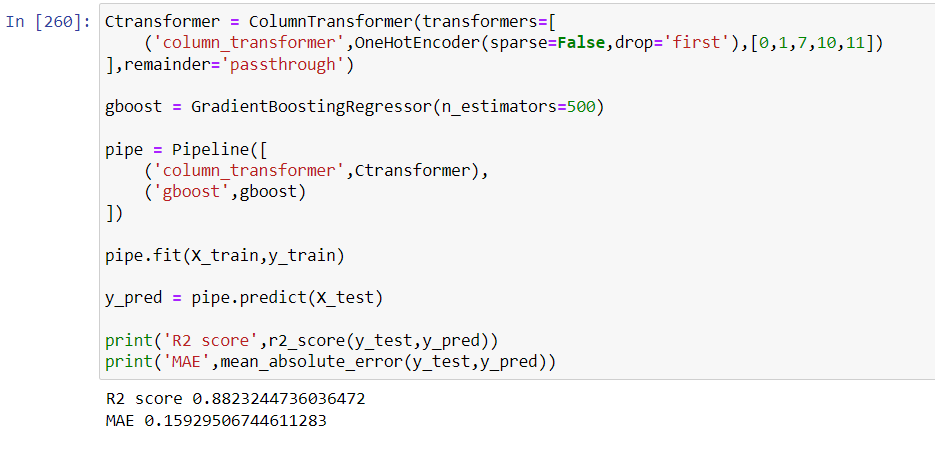 In [260]: Ctransformer = ColumnTransformer(transformers=[
    ('column_transformer',OneHotEncoder(sparse=False,drop='first'),[0,1,7,10,11])
],remainder='passthrough')
gboost = GradientBoostingRegressor(n_estimators=500)
pipe = Pipeline([
    ('column_transformer',Ctransformer),
    ('gboost',gboost)
])
pipe.fit(X_train,y_train)
y_pred = pipe.predict(X_test)
print('R2 score',r2_score(y_test,y_pred))
print('MAE',mean_absolute_error(y_test,y_pred))
R2 score 0.8823244736036472
MAE 0.15929506744611283